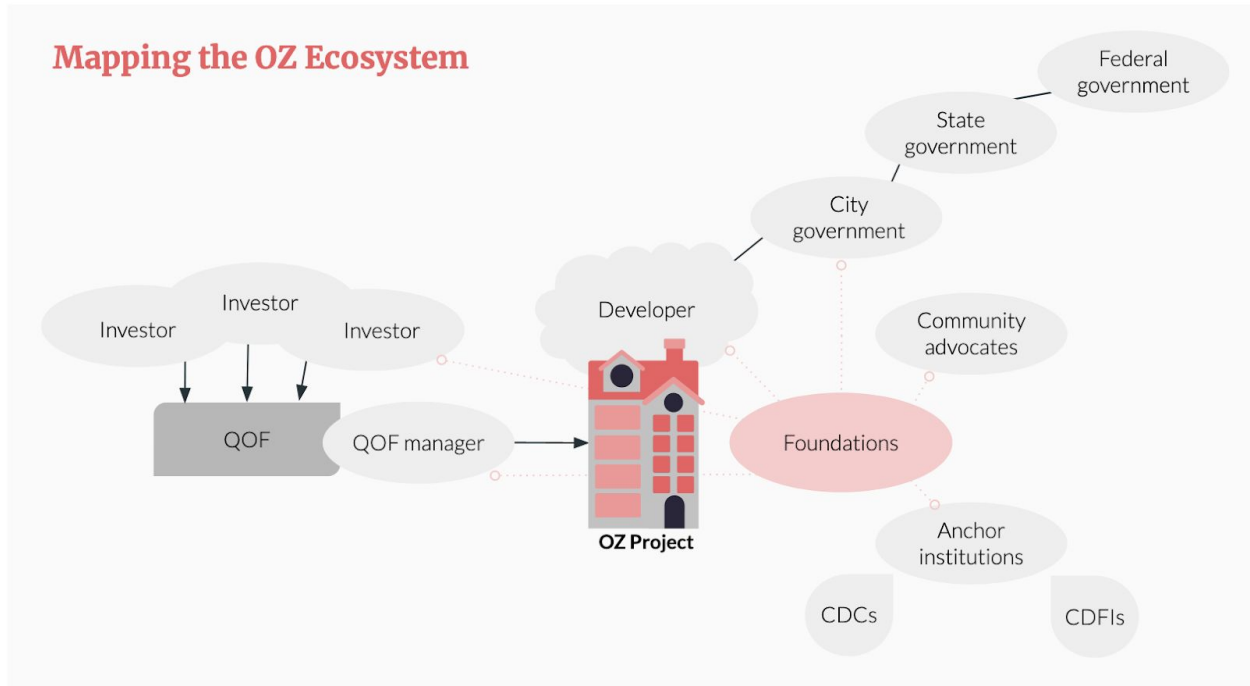 Mapping the OZ Ecosystem
Federal
government
State
government
City
government
Investor
Investor
Investor
Developer
Community
advocates
QOF
QOF manager
Foundations
OZ Project
Anchor
institutions
CDCs
CDFIs